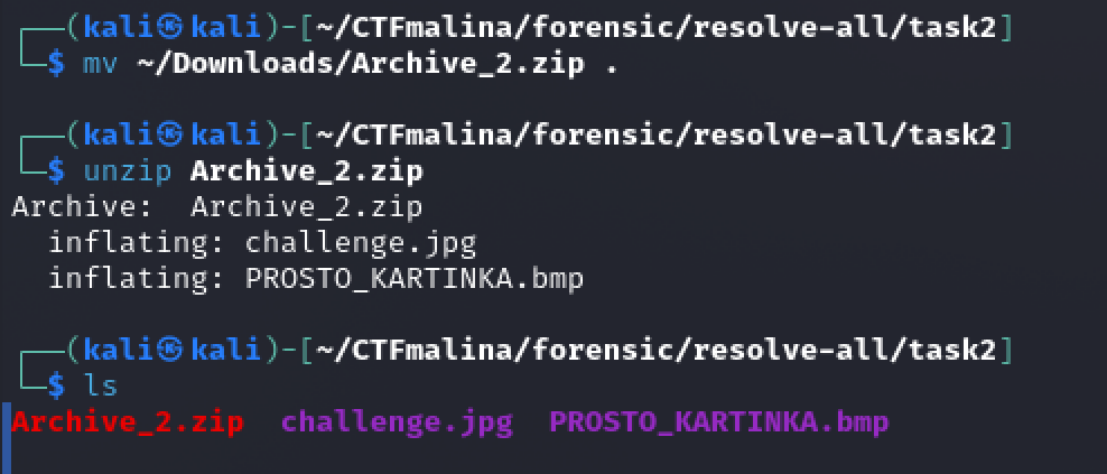 ┌──(kali㉿kali)-[~/CTFmalina/forensic/resolve-all/task2]
└─$ mv ~/Downloads/Archive_2.zip .
┌──(kali㉿kali)-[~/CTFmalina/forensic/resolve-all/task2]
└─$ unzip Archive_2.zip
Archive:  Archive_2.zip
  inflating: challenge.jpg
  inflating: PROSTO_KARTINKA.bmp
┌──(kali㉿kali)-[~/CTFmalina/forensic/resolve-all/task2]
└─$ ls
Archive_2.zip  challenge.jpg  PROSTO_KARTINKA.bmp